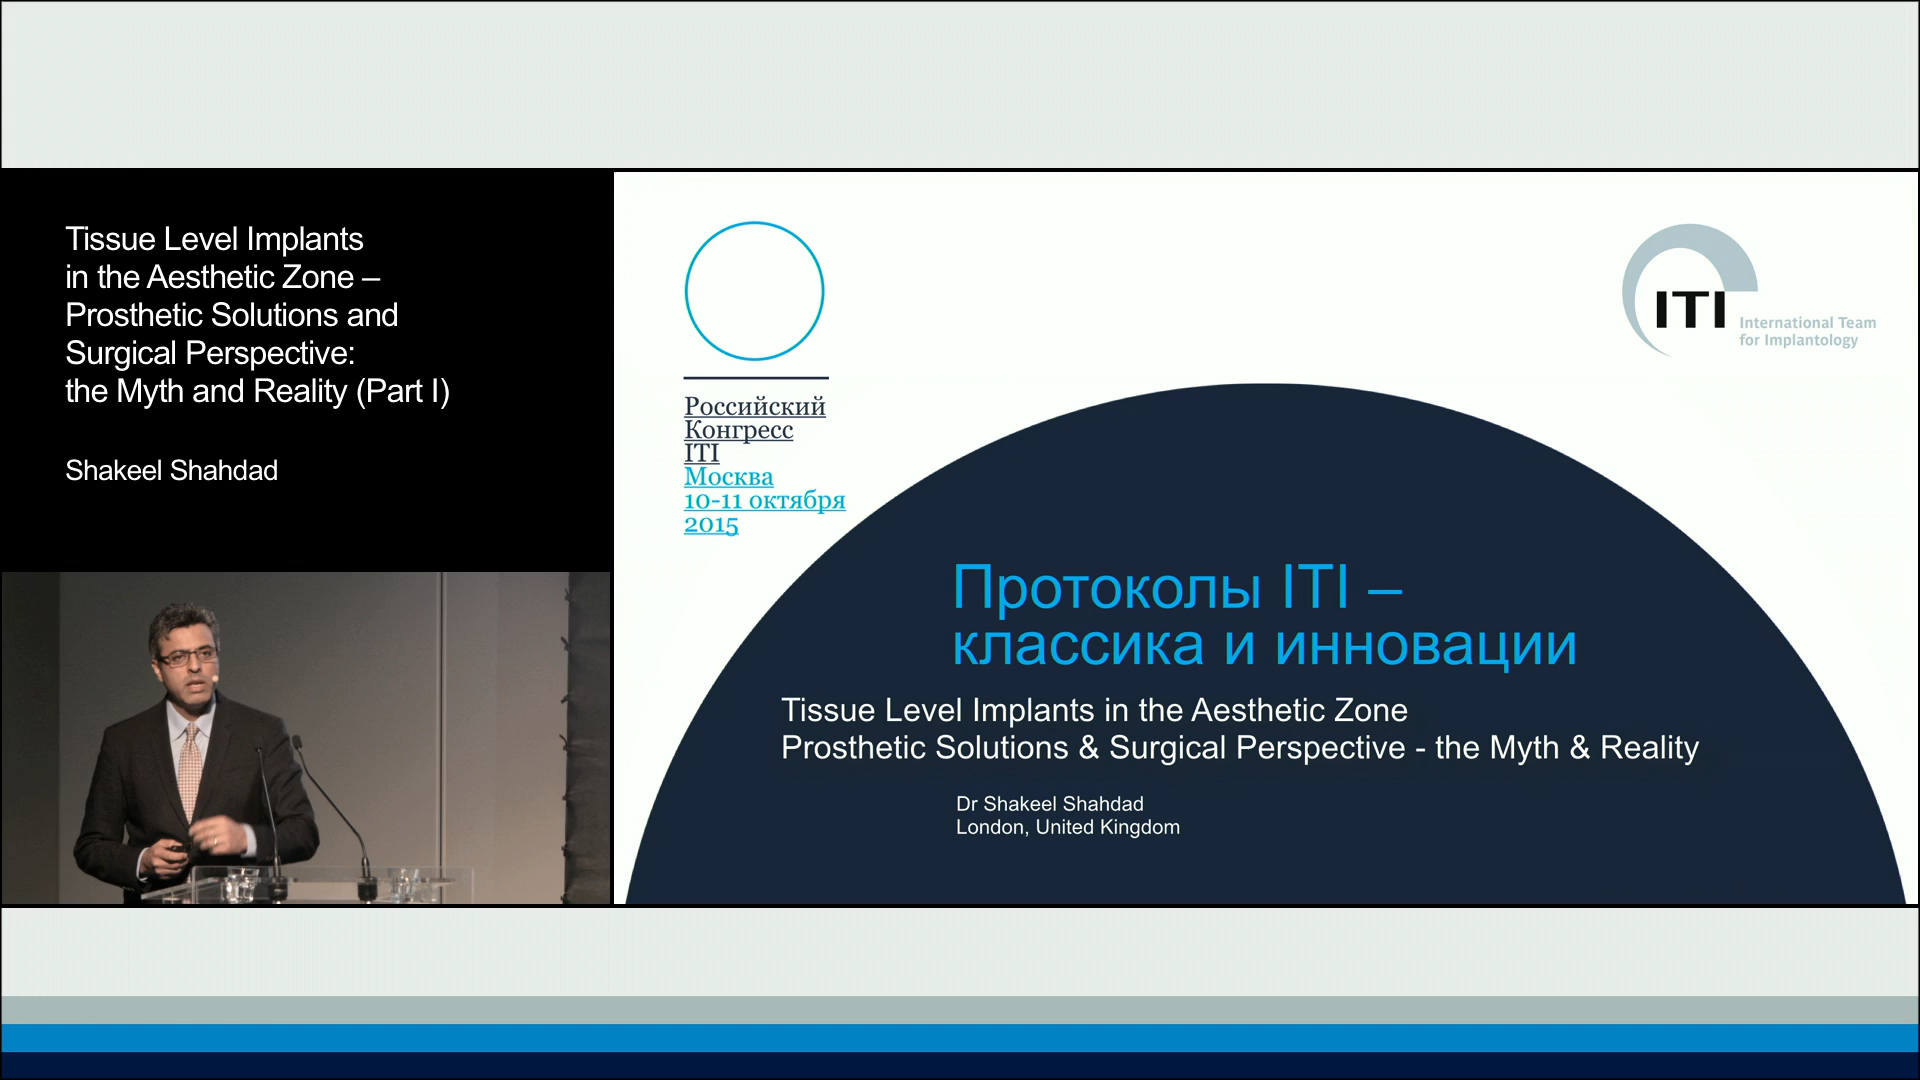 Tissue Level Implants
in the Aesthetic Zone –
Prosthetic Solutions and
Surgical Perspective:
the Myth and Reality (Part I)
Shakeel Shahdad
Российский
Конгресс
ITI
Москва
10-11 октября
2015
ITI International Team
for Implantology
Протоколы ITI –
классика и инновации
Tissue Level Implants in the Aesthetic Zone
Prosthetic Solutions & Surgical Perspective - the Myth & Reality
Dr Shakeel Shahdad
London, United Kingdom